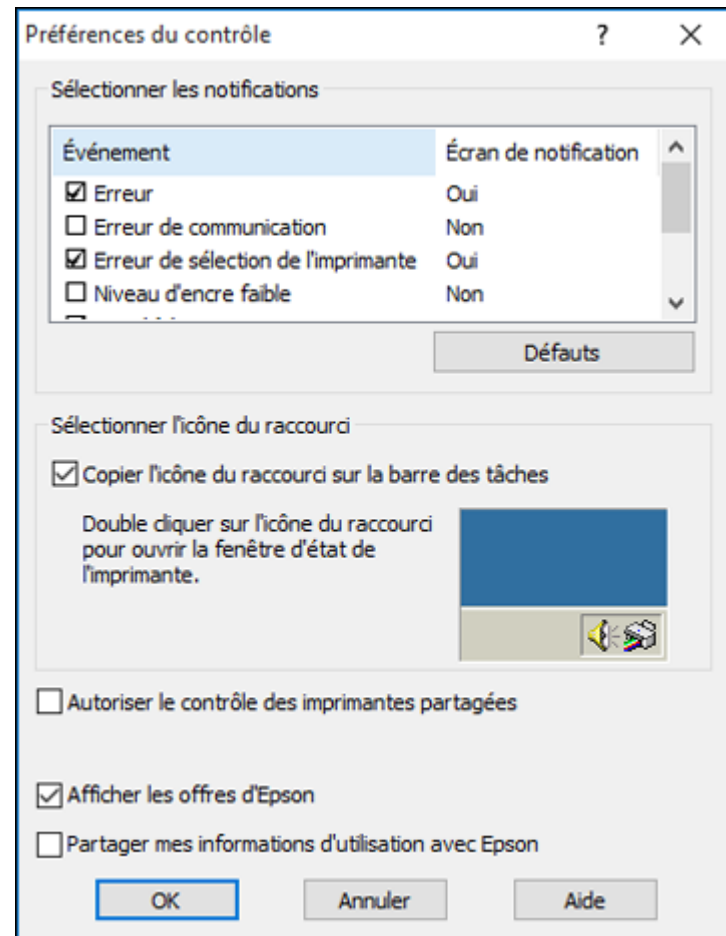 Préférences du contrôle
Sélectionner les notifications
Événement Écran de notification
Erreur Oui
Erreur de communication Non
Erreur de sélection de l'imprimante Oui
Niveau d'encre faible Non
Défauts
Sélectionner l'icône du raccourci
Copier l'icône du raccourci sur la barre des tâches
Double cliquer sur l'icône du raccourci
pour ouvrir la fenêtre d'état de
l'imprimante.
Autoriser le contrôle des imprimantes partagées
Afficher les offres d'Epson
Partager mes informations d'utilisation avec Epson
OK Annuler Aide